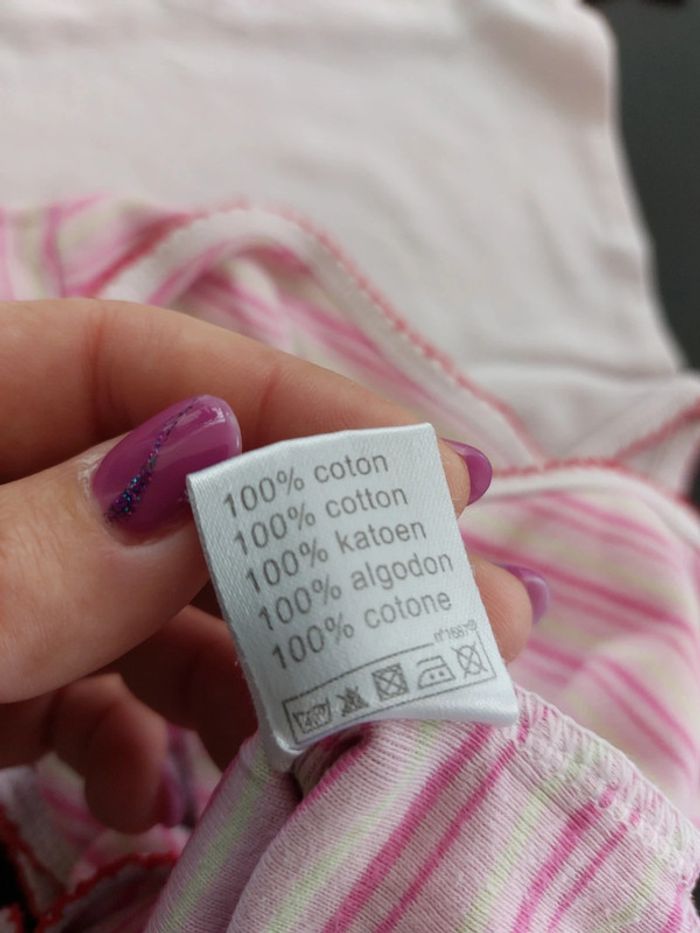 100% coton
100% cotton
100% katoen
100% algodon
100% cotone